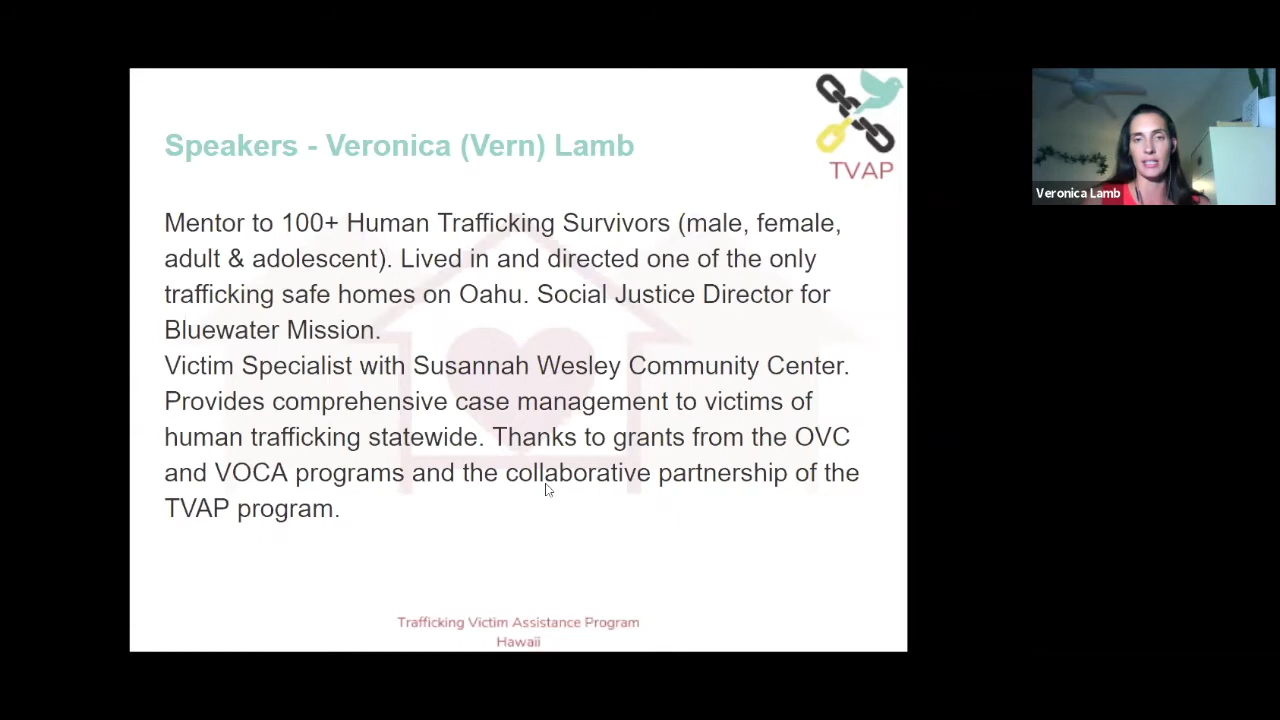 Speakers - Veronica (Vern) Lamb
TVAP
Mentor to 100+ Human Trafficking Survivors (male, female,
adult & adolescent). Lived in and directed one of the only
trafficking safe homes on Oahu. Social Justice Director for
Bluewater Mission.
Victim Specialist with Susannah Wesley Community Center.
Provides comprehensive case management to victims of
human trafficking statewide. Thanks to grants from the OVC
and VOCA programs and the collaborative partnership of the
TVAP program.
Trafficking Victim Assistance Program
Hawaii
Veronica Lamb